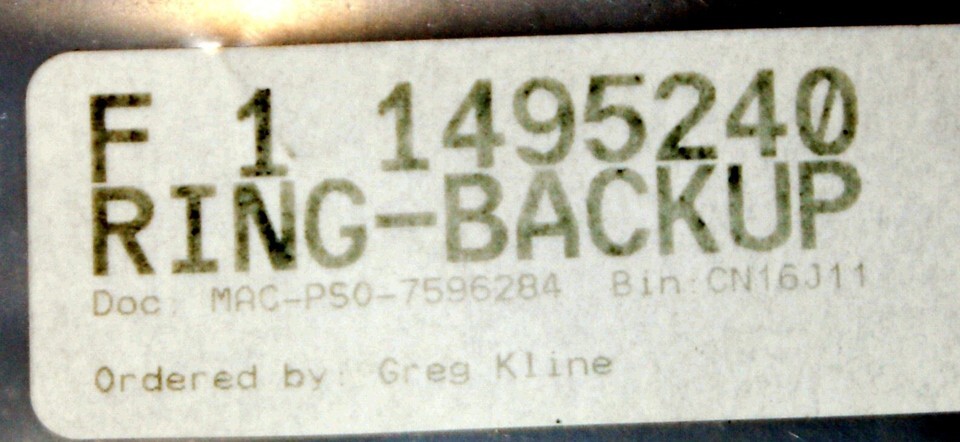 F 1 1495240
RING-BACKUP
Doc: MAC-PSO-7596284 Bin:CN16J11
Ordered by: Greg Kline